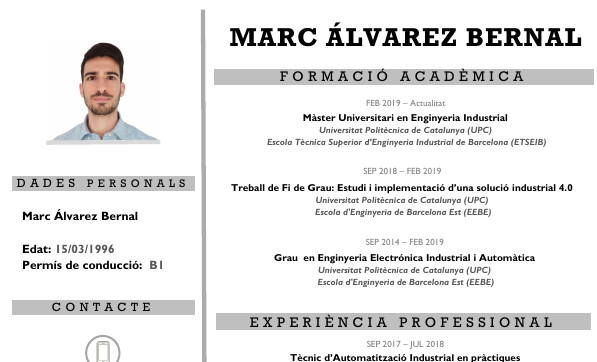 MARC ÁLVAREZ BERNAL
FORMACIÓ ACADÈMICA
FEB 2019 – Actualitat
Màster Universitari en Enginyeria Industrial
Universitat Politècnica de Catalunya (UPC)
Escola Tècnica Superior d'Enginyeria Industrial de Barcelona (ETSEIB)
SEP 2018 – FEB 2019
Treball de Fi de Grau: Estudi i implementació d'una solució industrial 4.0
Universitat Politècnica de Catalunya (UPC)
Escola d'Enginyeria de Barcelona Est (EEBE)
SEP 2014 – FEB 2019
Grau en Enginyeria Electrónica Industrial i Automàtica
Universitat Politècnica de Catalunya (UPC)
Escola d'Enginyeria de Barcelona Est (EEBE)
EXPERIÈNCIA PROFESSIONAL
SEP 2017 – JUL 2018
Tècnic d'Automatització Industrial en pràctiques
DADES PERSONALS
Marc Álvarez Bernal
Edat: 15/03/1996
Permís de conducció: B1
CONTACTE